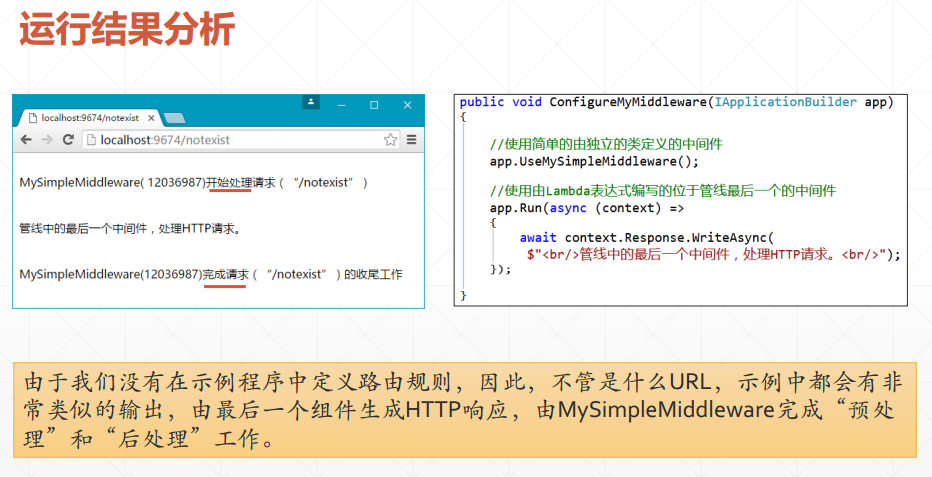 运行结果分析
localhost:9674/notexist
localhost:9674/notexist
MySimpleMiddleware( 12036987)开始处理请求（ “/notexist” ）
管线中的最后一个中间件，处理HTTP请求。
MySimpleMiddleware(12036987)完成请求（ “/notexist” ）的收尾工作
public void ConfigureMyMiddleware(IApplicationBuilder app)
{
//使用简单的由独立的类定义的中间件
app.UseMySimpleMiddleware();
//使用由Lambda表达式编写的位于管线最后一个的中间件
app.Run(async (context) =>
{
await context.Response.WriteAsync(
$"<br/>管线中的最后一个中间件，处理HTTP请求。<br/>");
});
}
由于我们没有在示例程序中定义路由规则，因此，不管是什么URL，示例中都会有非
常类似的输出，由最后一个组件生成HTTP响应，由MySimpleMiddleware完成“预处
理”和“后处理”工作。